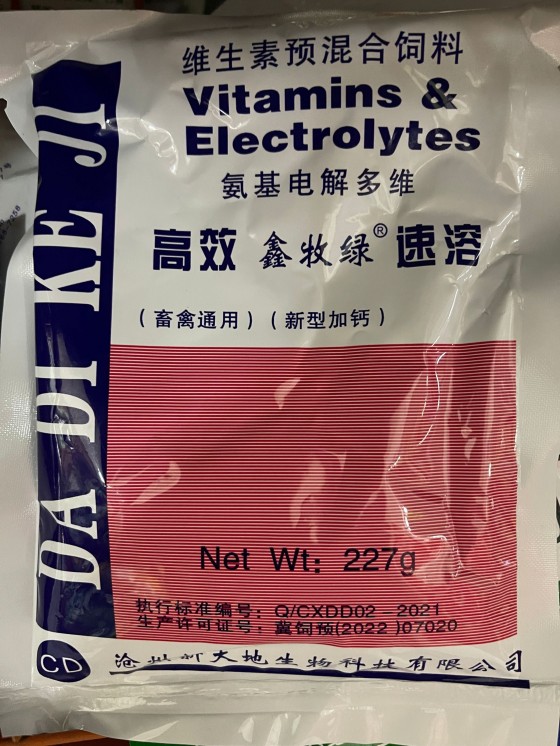 维生素预混合饲料
Vitamins &
Electrolytes
氨基电解多维
高效 鑫牧绿® 速溶
（畜禽通用）（新型加钙）
DA DI KE JI
Net Wt: 227g
执行标准编号：Q/CXDD02-2021
生产许可证号：冀饲预(2022)07020
CD
沧州新大地生物科技有限公司